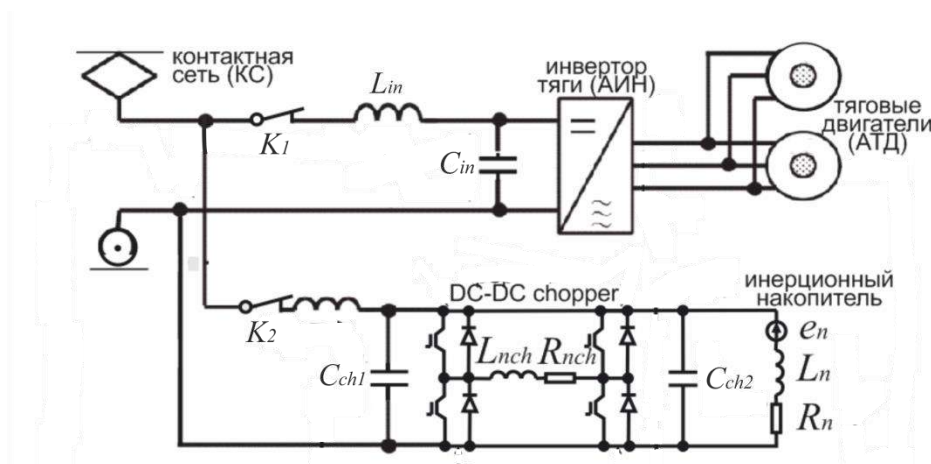 контактная
сеть (КС)
Lin
K1
Cin
инвертор
тяги (АИН)
тяговые
двигатели
(АТД)
K2
DC-DC chopper
инерционный
накопитель
Cch1
Lnch Rnch
Cch2
en
Ln
Rn